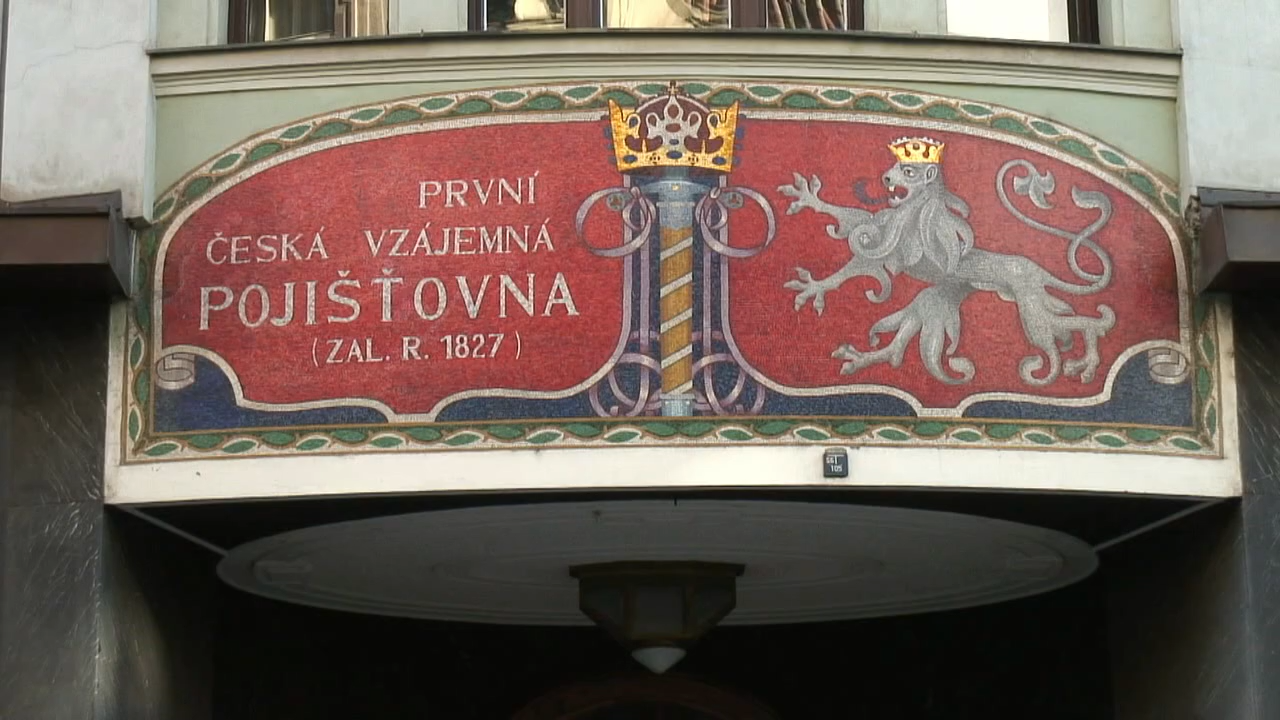 PRVNÍ
ČESKÁ VZÁJEMNÁ
POJIŠŤOVNA
(ZAL. R. 1827)